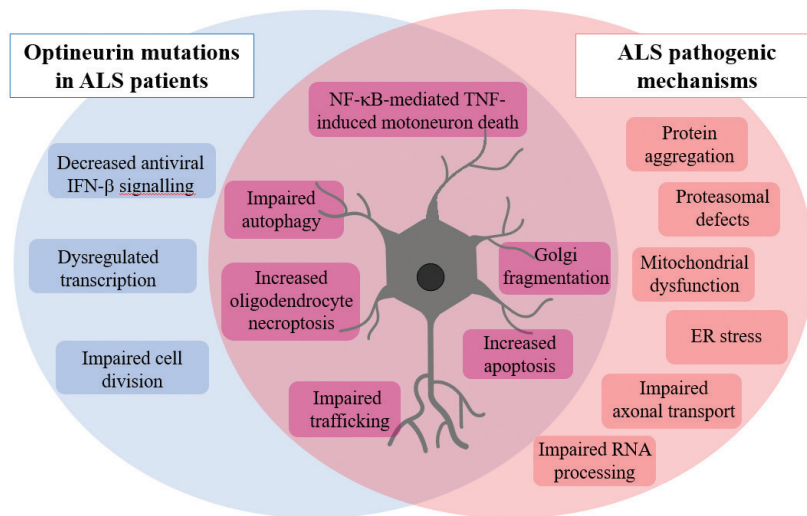 Optineurin mutations
in ALS patients
ALS pathogenic
mechanisms
NF-κB-mediated TNF-
induced motoneuron death
Decreased antiviral
IFN-β signalling
Dysregulated
transcription
Impaired cell
division
Impaired
autophagy
Increased
oligodendrocyte
necroptosis
Impaired
trafficking
Golgi
fragmentation
Increased
apoptosis
Protein
aggregation
Proteasomal
defects
Mitochondrial
dysfunction
ER stress
Impaired
axonal transport
Impaired RNA
processing